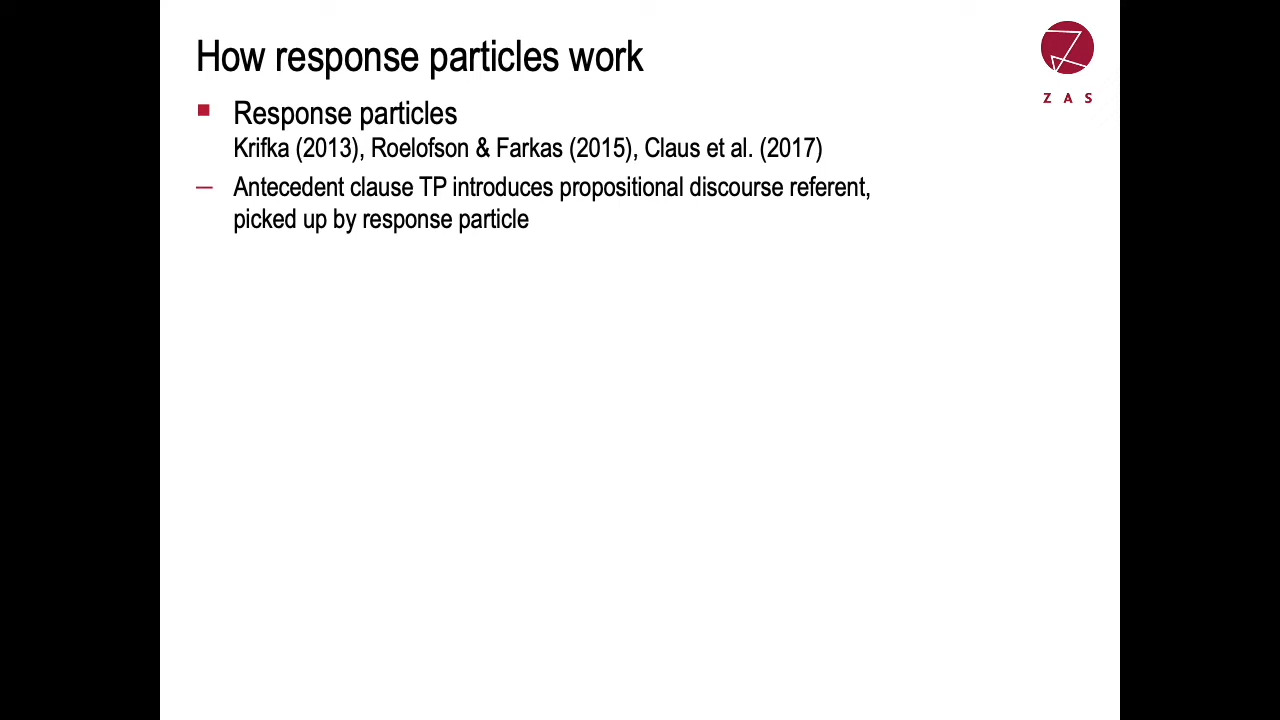 How response particles work
Response particles
Krifka (2013), Roelofson & Farkas (2015), Claus et al. (2017)
– Antecedent clause TP introduces propositional discourse referent,
picked up by response particle
Z A S